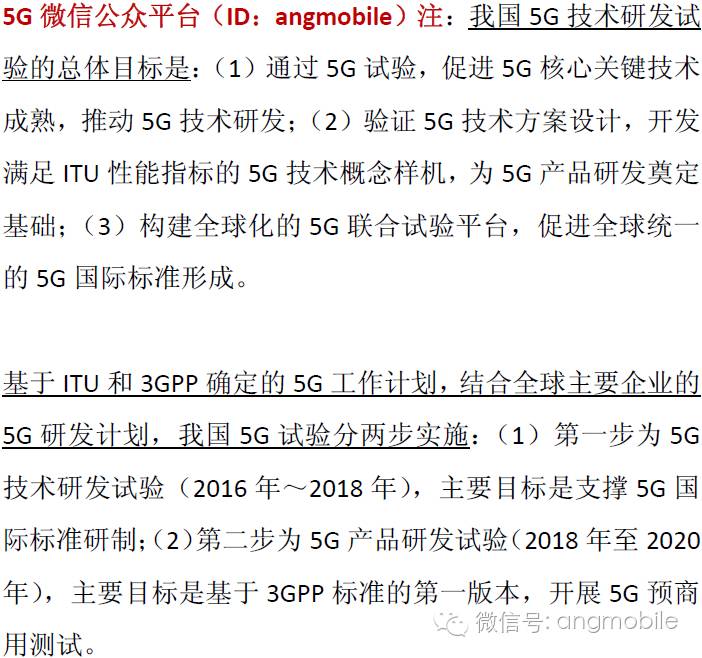 5G 微信公众平台（ID：angmobile）注：我国 5G 技术研发试
验的总体目标是：（1）通过 5G 试验，促进 5G 核心关键技术
成熟，推动 5G 技术研发；（2）验证 5G 技术方案设计，开发
满足 ITU 性能指标的 5G 技术概念样机，为 5G 产品研发奠定
基础；（3）构建全球化的 5G 联合试验平台，促进全球统一
的 5G 国际标准形成。
基于 ITU 和 3GPP 确定的 5G 工作计划，结合全球主要企业的
5G 研发计划，我国 5G 试验分两步实施：（1）第一步为 5G
技术研发试验（2016 年～2018 年），主要目标是支撑 5G 国
际标准研制；（2）第二步为 5G 产品研发试验（2018 年至 2020
年），主要目标是基于 3GPP 标准的第一版本，开展 5G 预商
用测试。
微信号: angmobile